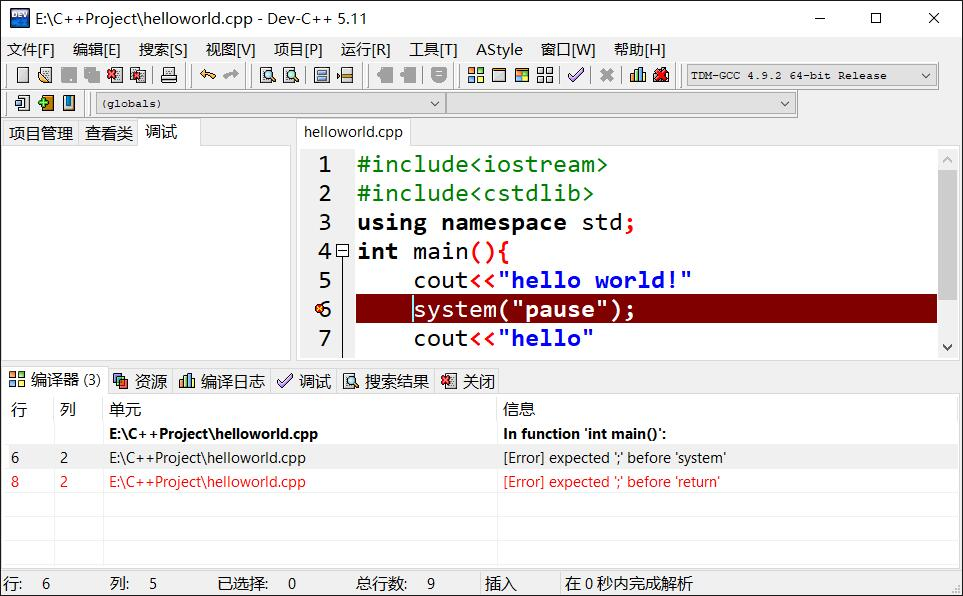 E:\C++Project\helloworld.cpp - Dev-C++ 5.11
文件[F] 编辑[E] 搜索[S] 视图[V] 项目[P] 运行[R] 工具[T] AStyle 窗口[W] 帮助[H]
TDM-GCC 4.9.2 64-bit Release
(globals)
项目管理 查看类 调试
helloworld.cpp
1 #include<iostream>
2 #include<cstdlib>
3 using namespace std;
4 int main(){
5 cout<<"hello world!"
6 system("pause");
7 cout<<"hello"
编译器 (3) 资源 编译日志 调试 搜索结果 关闭
行 列 单元 信息
E:\C++Project\helloworld.cpp In function 'int main()':
6 2 E:\C++Project\helloworld.cpp [Error] expected ';' before 'system'
8 2 E:\C++Project\helloworld.cpp [Error] expected ';' before 'return'
行: 6 列: 5 已选择: 0 总行数: 9 插入 在 0 秒内完成解析